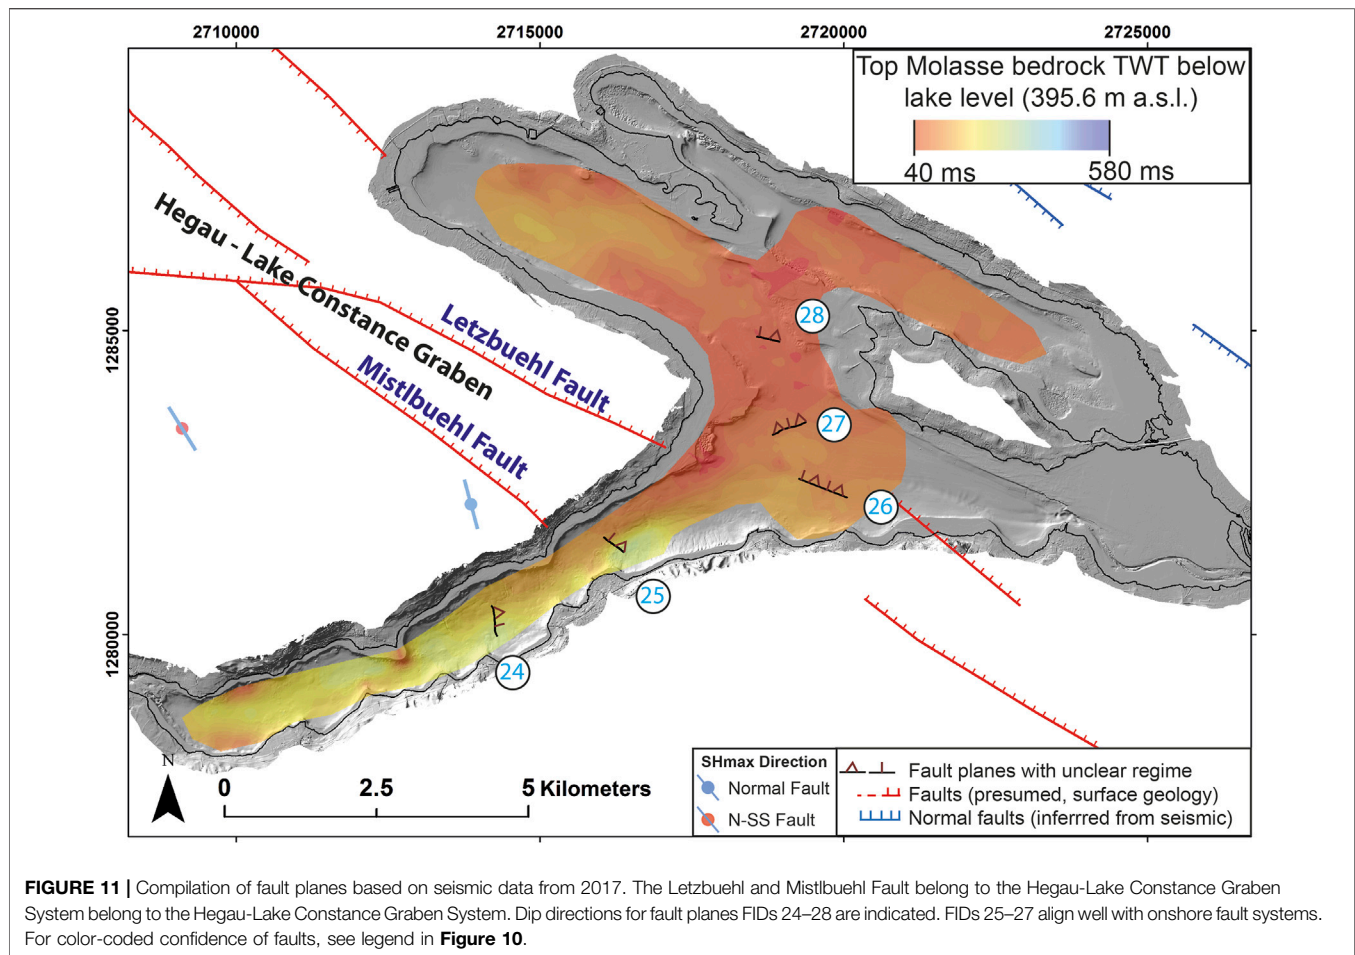 2710000
2715000
2720000
2725000
Top Molasse bedrock TWT below
lake level (395.6 m a.s.l.)
40 ms
580 ms
Hegau - Lake Constance Graben
Letzbuehl Fault
Mistlbuehl Fault
1285000
1280000
28
27
26
25
24
N
0
2.5
5 Kilometers
SHmax Direction
Normal Fault
N-SS Fault
Fault planes with unclear regime
Faults (presumed, surface geology)
Normal faults (inferrred from seismic)
FIGURE 11 | Compilation of fault planes based on seismic data from 2017. The Letzbuehl and Mistlbuehl Fault belong to the Hegau-Lake Constance Graben
System belong to the Hegau-Lake Constance Graben System. Dip directions for fault planes FIDs 24–28 are indicated. FIDs 25–27 align well with onshore fault systems.
For color-coded confidence of faults, see legend in Figure 10.